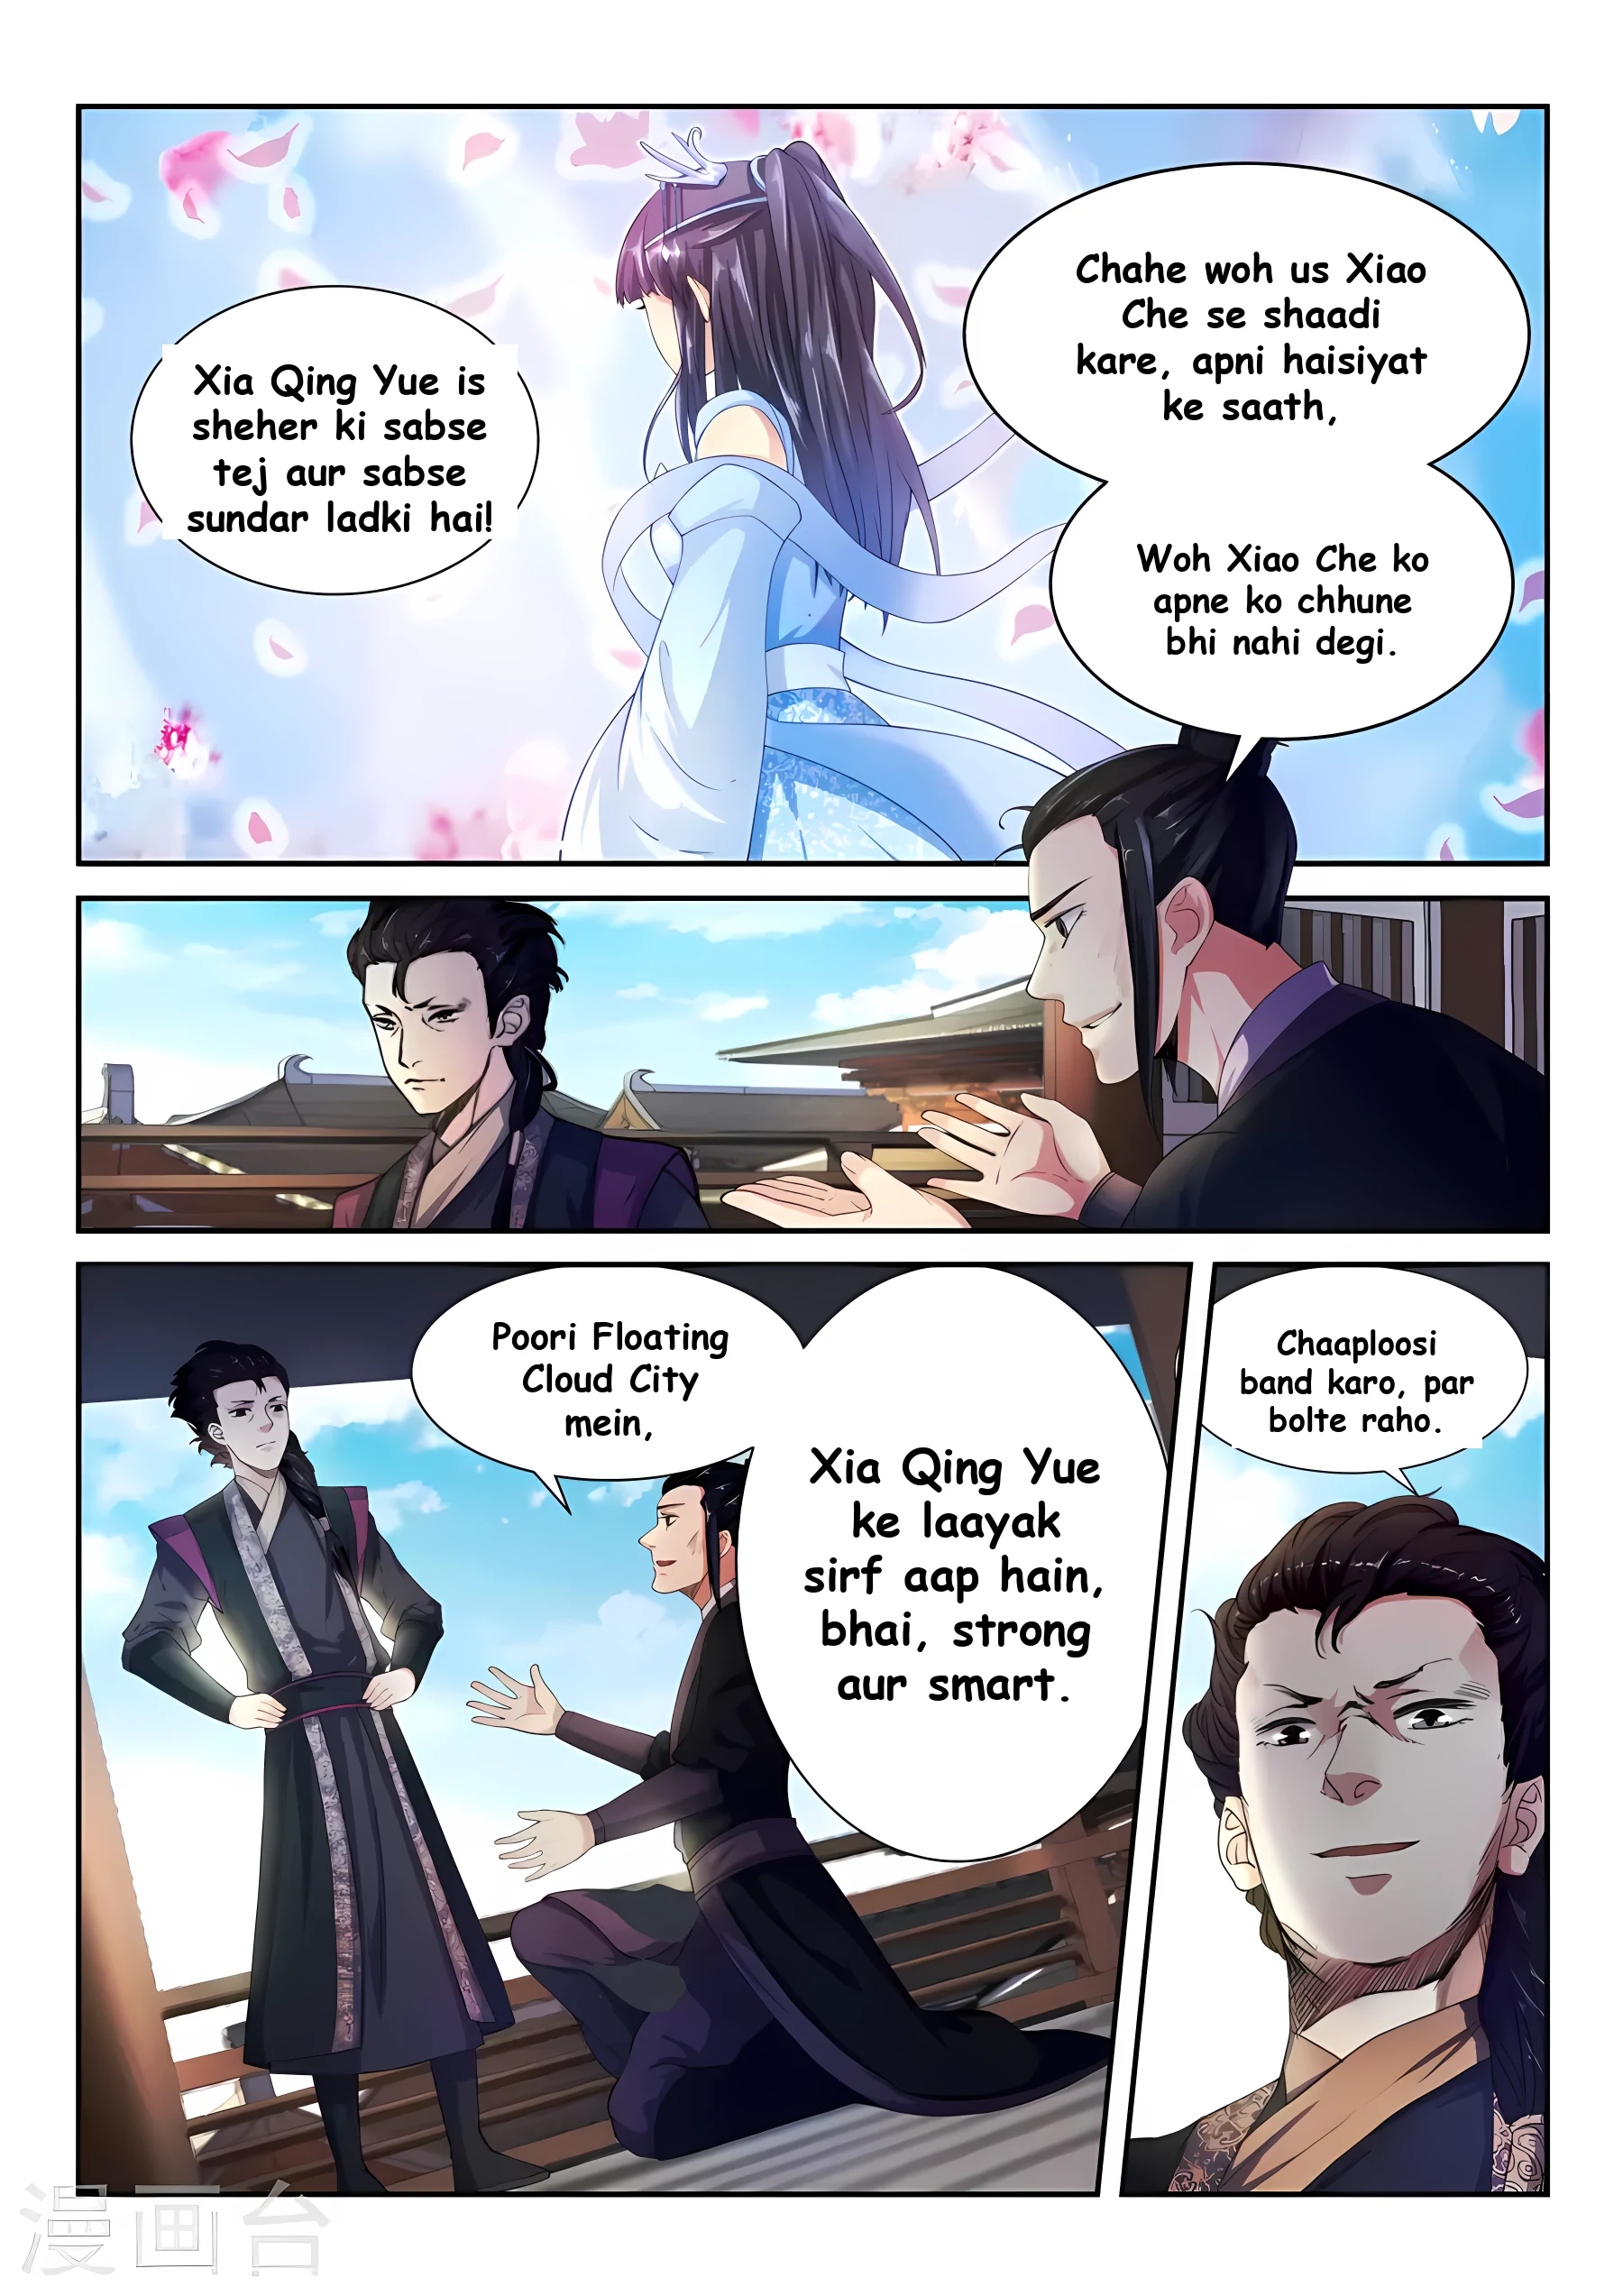 Xia Qing Yue is
sheher ki sabse
tej aur sabse
sundar ladki hai!
Chahe woh us Xiao
Che se shaadi
kare, apni haisiyat
ke saath,
Woh Xiao Che ko
apne ko chhune
bhi nahi degi.
Poori Floating
Cloud City
mein,
Xia Qing Yue
ke laayak
sirf aap hain,
bhai, strong
aur smart.
Chaaploosi
band karo, par
bolte raho.
漫画台